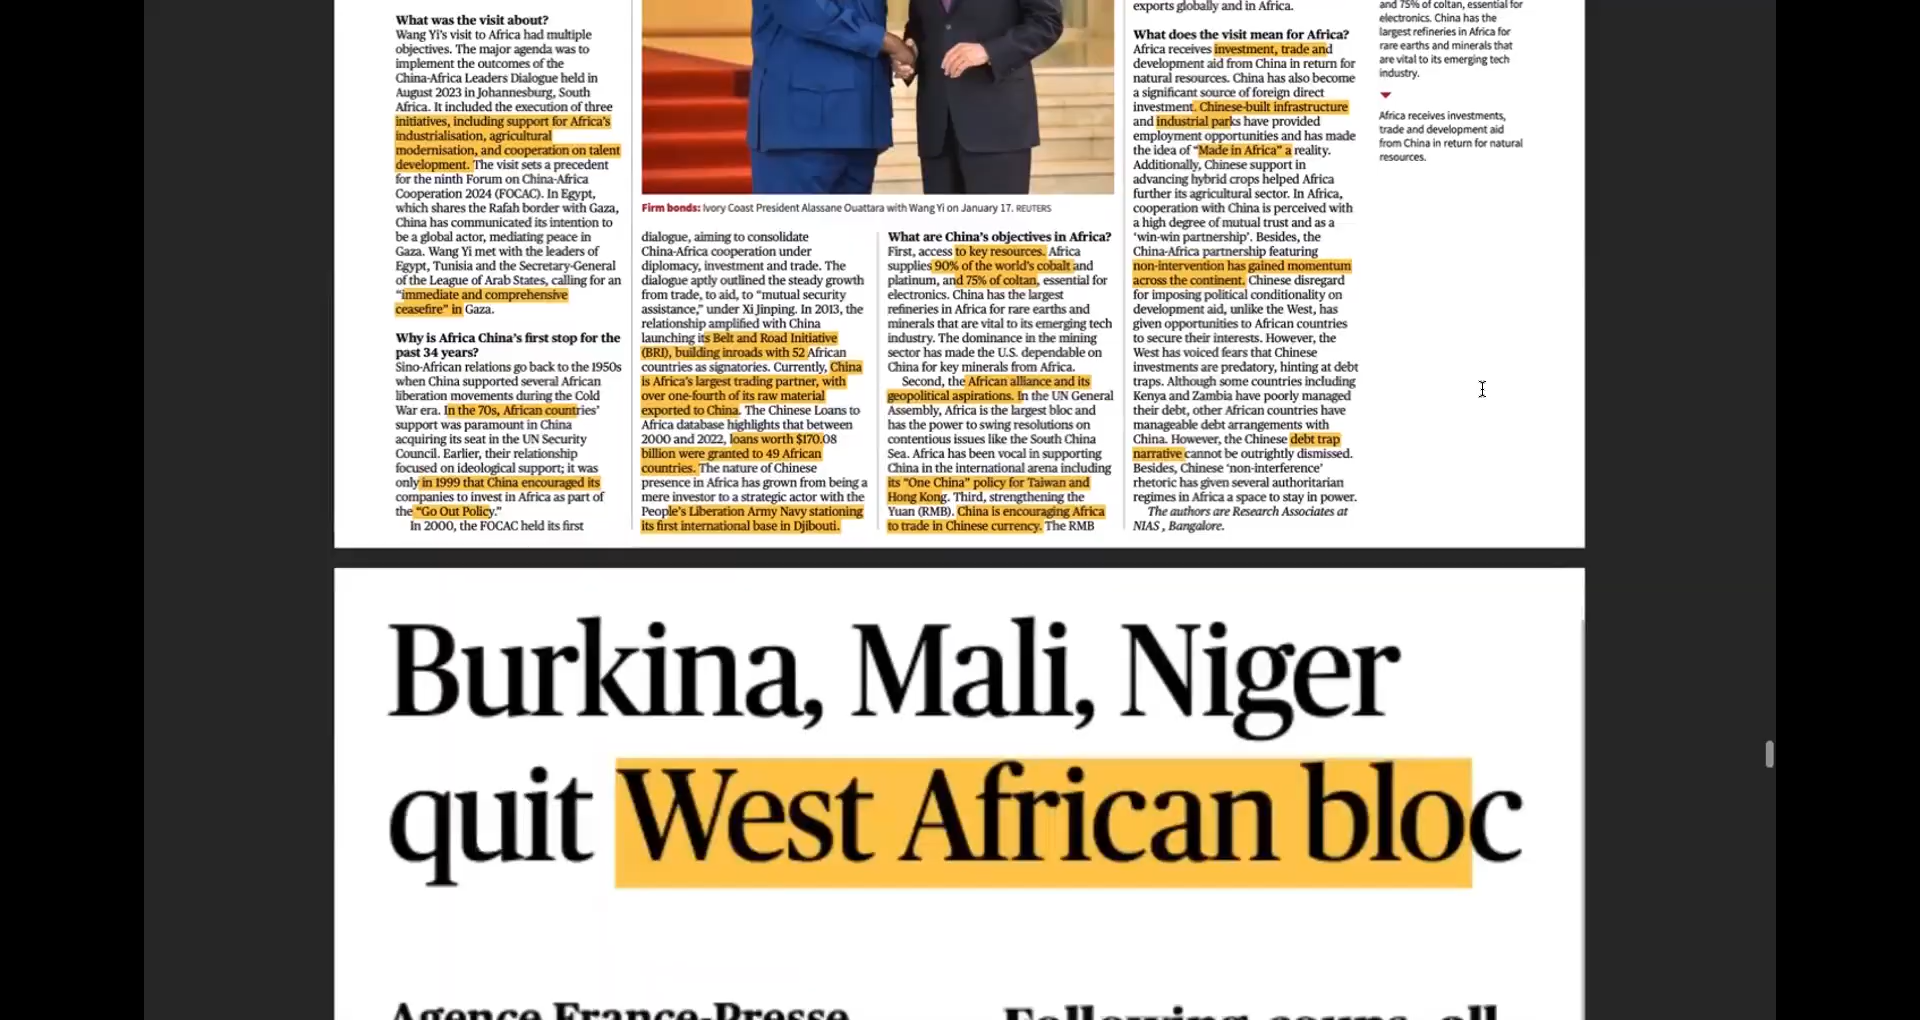 What was the visit about?
Wang Yi's visit to Africa had multiple
objectives. The major agenda was to
implement the outcomes of the
China-Africa Leaders Dialogue held in
August 2023 in Johannesburg, South
Africa. It included the execution of three
initiatives, including support for Africa's
industrialisation, agricultural
modernisation, and cooperation on talent
development. The visit sets a precedent
for the ninth Forum on China-Africa
Cooperation 2024 (FOCAC). In Egypt,
which shares the Rafah border with Gaza,
China has communicated its intention to
be a global actor, mediating peace in
Gaza. Wang Yi met with the leaders of
Egypt, Tunisia and the Secretary-General
of the League of Arab States, calling for an
“immediate and comprehensive
ceasefire” in Gaza.
Why is Africa China's first stop for the
past 34 years?
Sino-African relations go back to the 1950s
when China supported several African
liberation movements during the Cold
War era. In the 70s, African countries'
support was paramount in China
acquiring its seat in the UN Security
Council. Earlier, their relationship
focused on ideological support; it was
only in 1999 that China encouraged its
companies to invest in Africa as part of
the “Go Out Policy.”
In 2000, the FOCAC held its first
Firm bonds: Ivory Coast President Alassane Ouattara with Wang Yi on January 17. REUTERS
dialogue, aiming to consolidate
China-Africa cooperation under
diplomacy, investment and trade. The
dialogue aptly outlined the steady growth
from trade, to aid, to “mutual security
assistance,” under Xi Jinping. In 2013, the
relationship amplified with China
launching its Belt and Road Initiative
(BRI), building inroads with 52 African
countries as signatories. Currently, China
is Africa's largest trading partner, with
over one-fourth of its raw material
exported to China. The Chinese Loans to
Africa database highlights that between
2000 and 2022, loans worth $170.08
billion were granted to 49 African
countries. The nature of Chinese
presence in Africa has grown from being a
mere investor to a strategic actor with the
People's Liberation Army Navy stationing
its first international base in Djibouti.
What are China's objectives in Africa?
First, access to key resources. Africa
supplies 90% of the world's cobalt and
platinum, and 75% of coltan, essential for
electronics. China has the largest
refineries in Africa for rare earths and
minerals that are vital to its emerging tech
industry. The dominance in the mining
sector has made the U.S. dependable on
China for key minerals from Africa.
Second, the African alliance and its
geopolitical aspirations. In the UN General
Assembly, Africa is the largest bloc and
has the power to swing resolutions on
contentious issues like the South China
Sea. Africa has been vocal in supporting
China in the international arena including
its “One China” policy for Taiwan and
Hong Kong. Third, strengthening the
Yuan (RMB). China is encouraging Africa
to trade in Chinese currency. The RMB
exports globally and in Africa.
What does the visit mean for Africa?
Africa receives investment, trade and
development aid from China in return for
natural resources. China has also become
a significant source of foreign direct
investment. Chinese-built infrastructure
and industrial parks have provided
employment opportunities and has made
the idea of “Made in Africa” a reality.
Additionally, Chinese support in
advancing hybrid crops helped Africa
further its agricultural sector. In Africa,
cooperation with China is perceived with
a high degree of mutual trust and as a
‘win-win partnership’. Besides, the
China-Africa partnership featuring
non-intervention has gained momentum
across the continent. Chinese disregard
for imposing political conditionality on
development aid, unlike the West, has
given opportunities to African countries
to secure their interests. However, the
West has voiced fears that Chinese
investments are predatory, hinting at debt
traps. Although some countries including
Kenya and Zambia have poorly managed
their debt, other African countries have
manageable debt arrangements with
China. However, the Chinese debt trap
narrative cannot be outrightly dismissed.
Besides, Chinese ‘non-interference’
rhetoric has given several authoritarian
regimes in Africa a space to stay in power.
The authors are Research Associates at
NIAS , Bangalore.
and 75% of coltan, essential for
electronics. China has the
largest refineries in Africa for
rare earths and minerals that
are vital to its emerging tech
industry.
Africa receives investments,
trade and development aid
from China in return for natural
resources.
Burkina, Mali, Niger
quit West African bloc
Agence France-Presse
Following coups, all